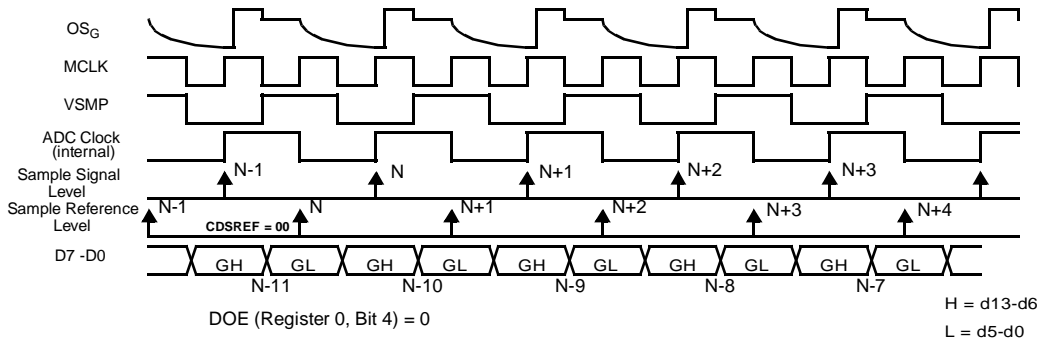 OSG
MCLK
VSMP
ADC Clock
(internal)
N-1 N N+1 N+2 N+3
Sample Signal
Level
Sample Reference
Level
N-1 N N+1 N+2 N+3 N+4
CDSREF = 00
D7 -D0
GH GL GH GL GH GL GH GL GH GL
N-11 N-10 N-9 N-8 N-7
DOE (Register 0, Bit 4) = 0
H = d13-d6
L = d5-d0